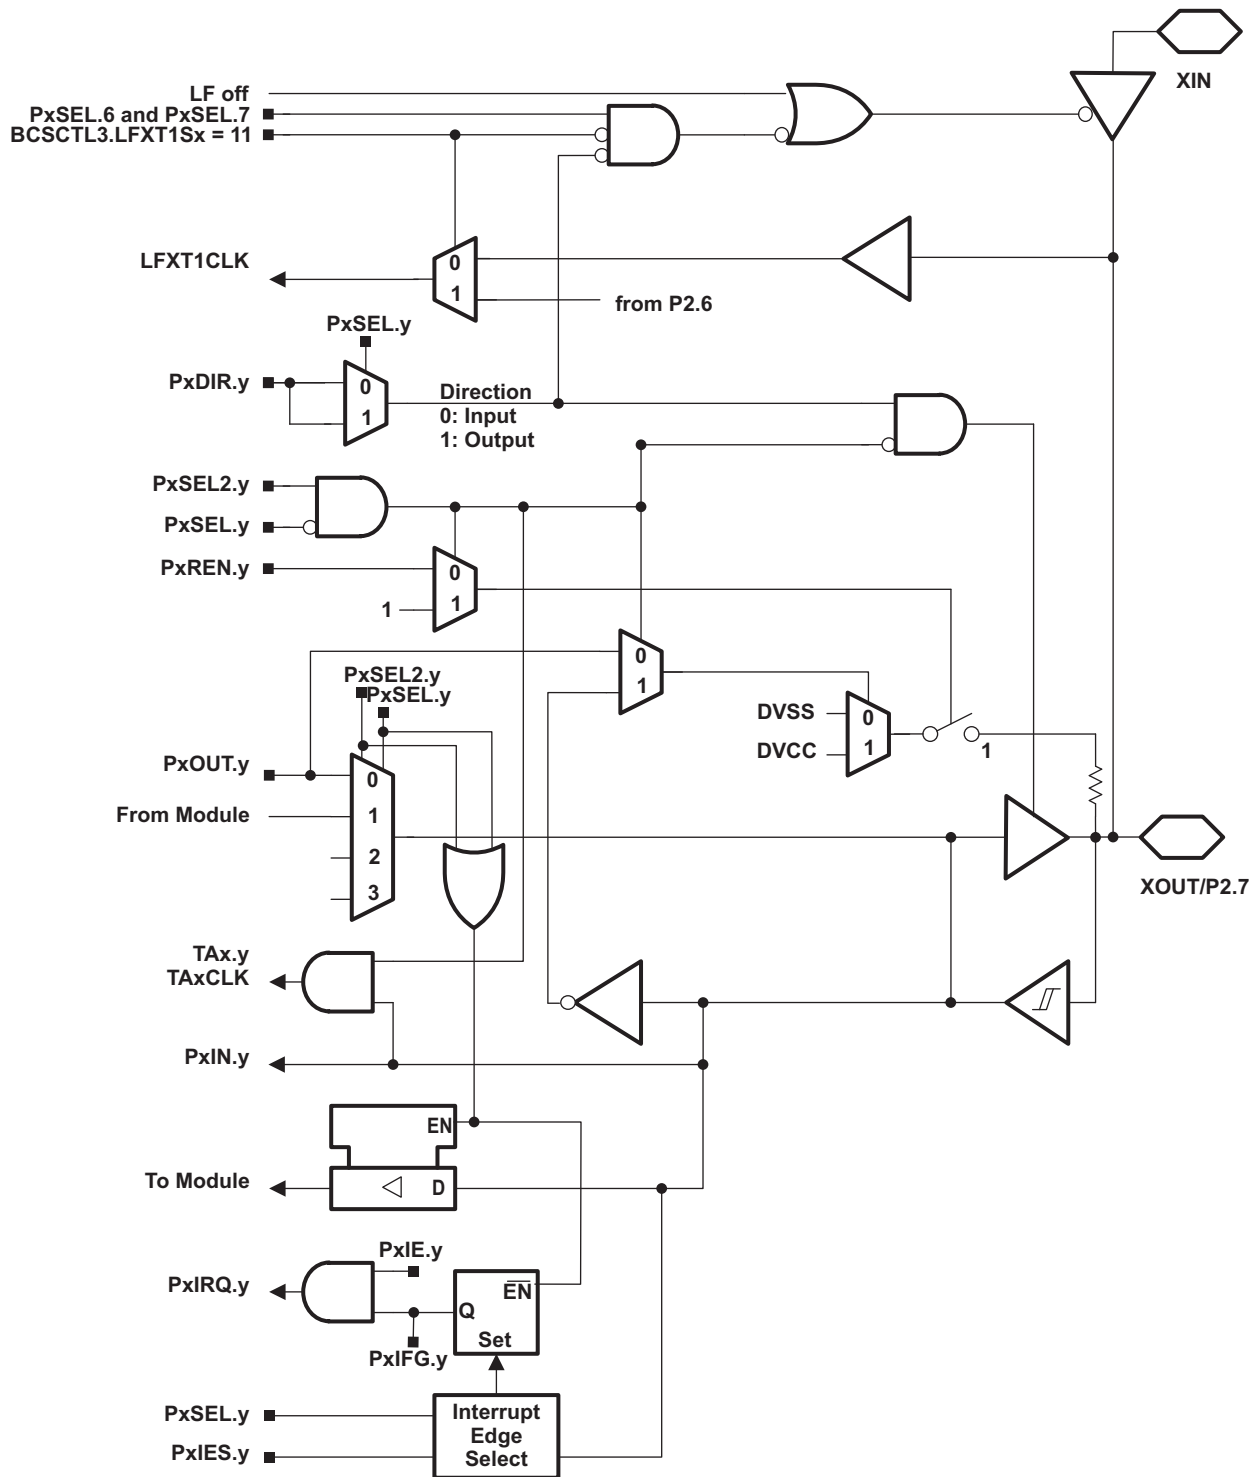 XIN
LF off
PxSEL.6 and PxSEL.7
BCSCTL3.LFXT1Sx = 11
LFXT1CLK
0
1
from P2.6
PxSEL.y
PxDIR.y
0
1
Direction
0: Input
1: Output
PxSEL2.y
PxSEL.y
PxREN.y
0
1
1
0
1
PxSEL2.y
PxSEL.y
DVSS
DVCC
0
1
1
PxOUT.y
From Module
0
1
2
3
XOUT/P2.7
TAx.y
TAxCLK
PxIN.y
EN
To Module
D
PxIE.y
PxIRQ.y
EN
Q
Set
PxIFG.y
PxSEL.y
PxIES.y
Interrupt
Edge
Select